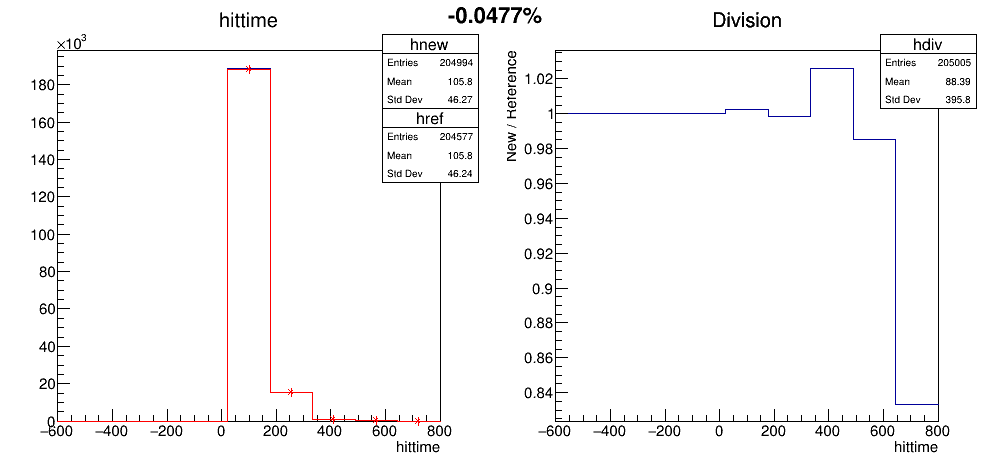 -0.0477%
hittime
×10³
hnew
Entries 204994
Mean 105.8
Std Dev 46.27
href
Entries 204577
Mean 105.8
Std Dev 46.24
180
160
140
120
100
80
60
40
20
0
−600 −400 −200 0 200 400 600 800
hittime
Division
hdiv
Entries 205005
Mean 88.39
Std Dev 395.8
New / Reference
1.02
1
0.98
0.96
0.94
0.92
0.9
0.88
0.86
0.84
−600 −400 −200 0 200 400 600 800
hittime